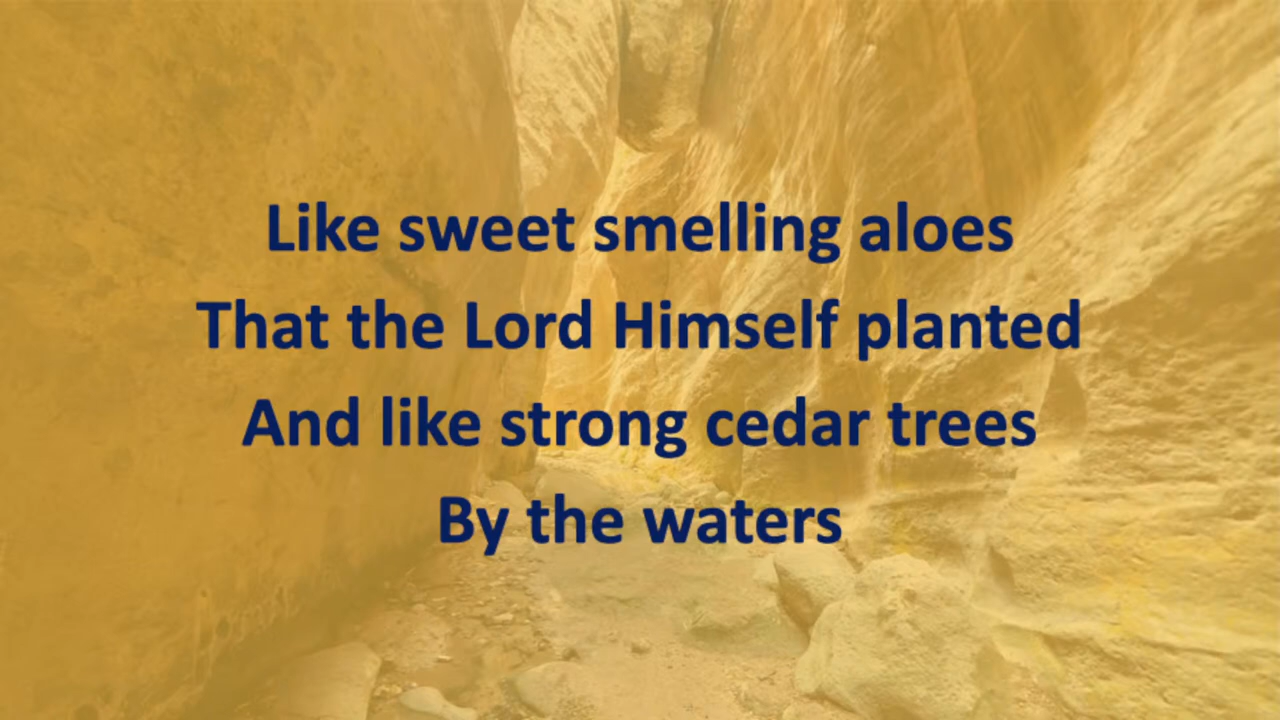 Like sweet smelling aloes
That the Lord Himself planted
And like strong cedar trees
By the waters